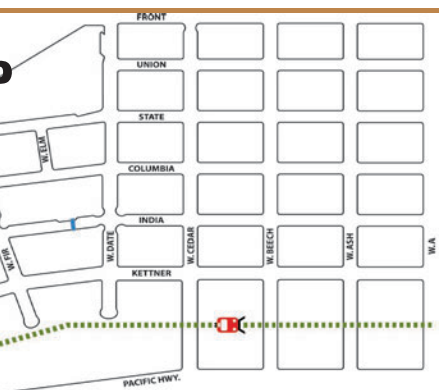 FRONT
UNION
STATE
W. ELM
COLUMBIA
INDIA
W. FIR
W. DATE
W. CEDAR
W. BEECH
W. ASH
W. A
KETTNER
PACIFIC HWY.